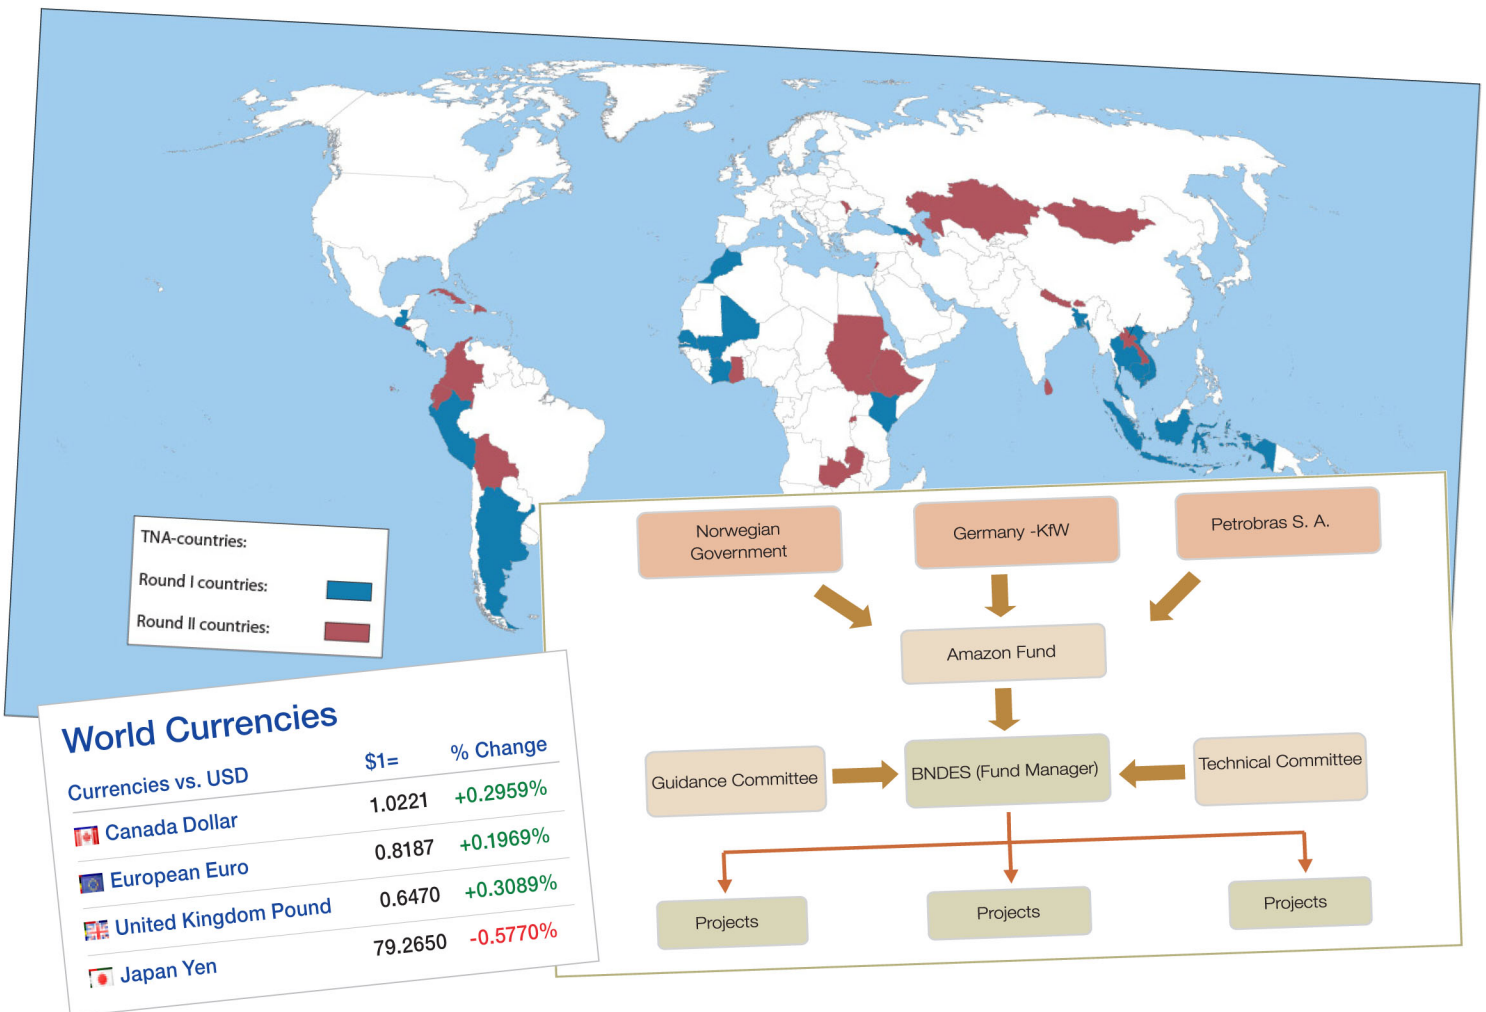 TNA-countries:
Round I countries:
Round II countries:
World Currencies
Currencies vs. USD $1= % Change
Canada Dollar 1.0221 +0.2959%
European Euro 0.8187 +0.1969%
United Kingdom Pound 0.6470 +0.3089%
Japan Yen 79.2650 -0.5770%
Norwegian
Government
Germany -KfW
Petrobras S. A.
Amazon Fund
Guidance Committee
BNDES (Fund Manager)
Technical Committee
Projects
Projects
Projects